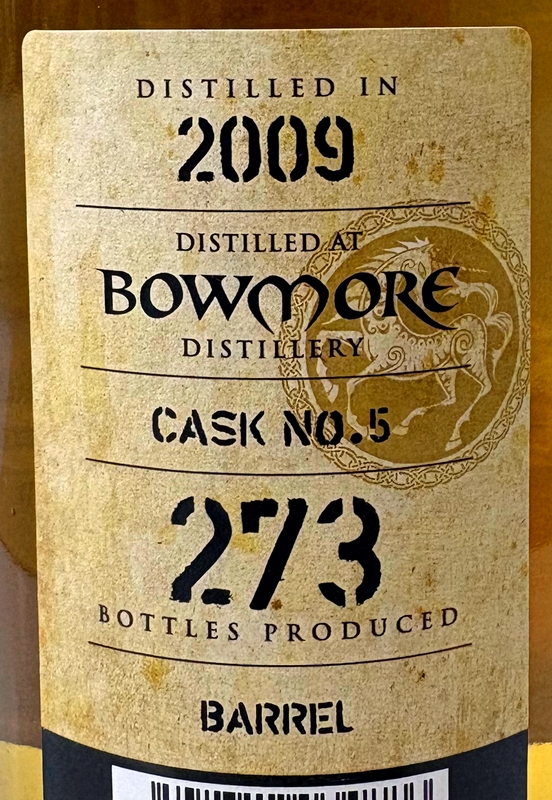 DISTILLED IN
2009
DISTILLED AT
BOWMORE
DISTILLERY
CASK NO.5
273
BOTTLES PRODUCED
BARREL